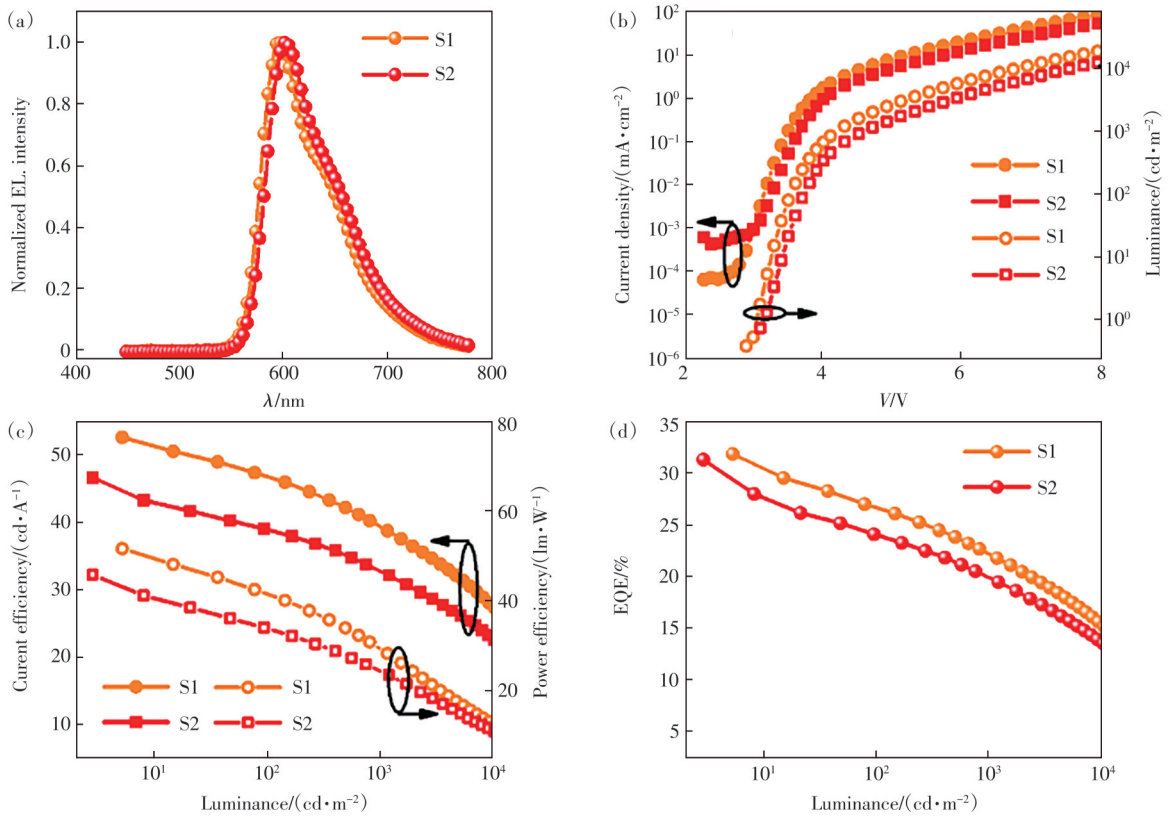 (a)
1.0
0.8
0.6
0.4
0.2
0
Normalized EL. intensity
S1
S2
400
500
600
700
800
λ/nm
(b)
10²
10¹
10⁰
10⁻¹
10⁻²
10⁻³
10⁻⁴
10⁻⁵
10⁻⁶
Current density/(mA·cm⁻²)
S1
S2
S1
S2
10⁴
10³
10²
10¹
10⁰
Luminance/(cd·m⁻²)
2
4
6
8
V/V
(c)
50
40
30
20
10
Curent efficiency/(cd·A⁻¹)
80
60
40
20
Power efficiency/(lm·W⁻¹)
S1
S1
S2
S2
10¹
10²
10³
10⁴
Luminance/(cd·m⁻²)
(d)
35
30
25
20
15
10
5
EQE/%
S1
S2
10¹
10²
10³
10⁴
Luminance/(cd·m⁻²)